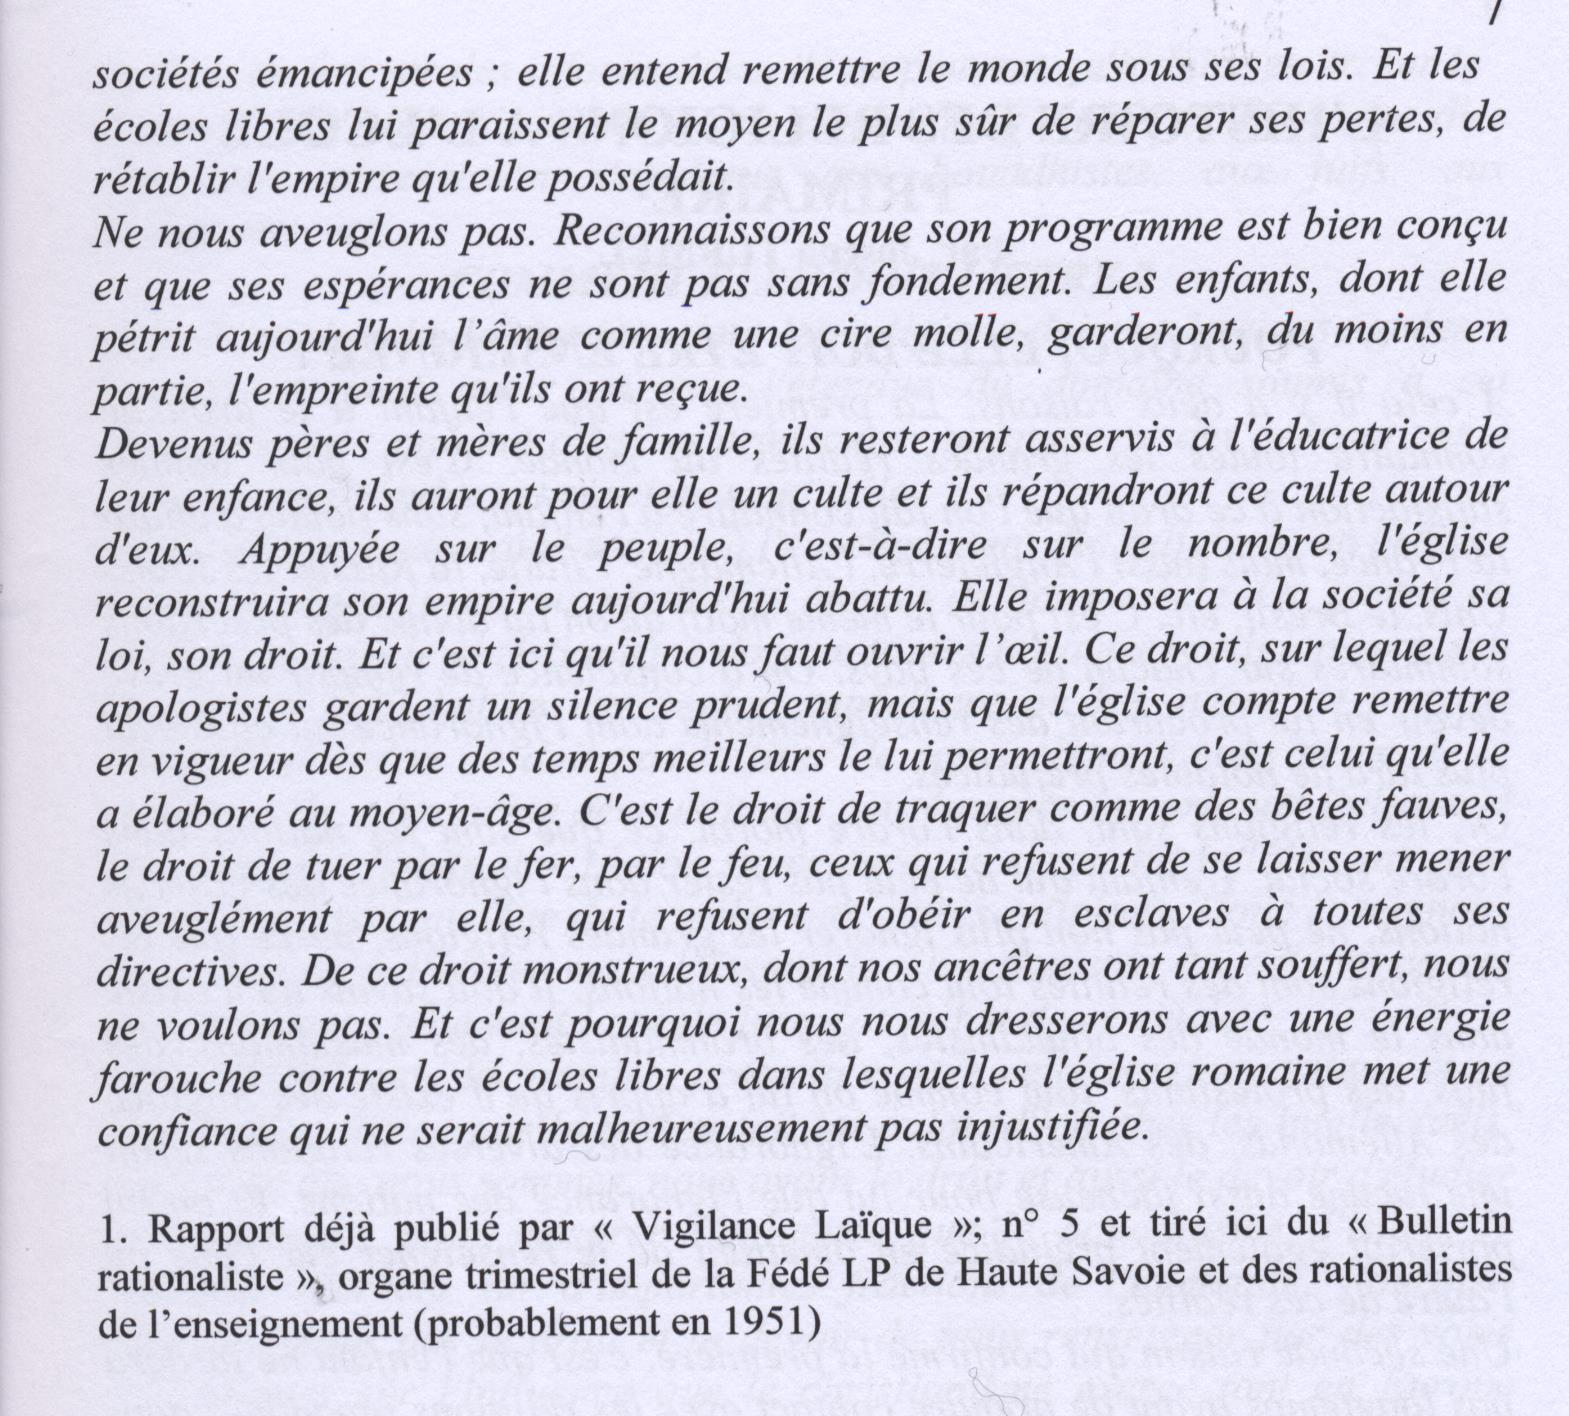 sociétés émancipées ; elle entend remettre le monde sous ses lois. Et les
écoles libres lui paraissent le moyen le plus sûr de réparer ses pertes, de
rétablir l'empire qu'elle possédait.
Ne nous aveuglons pas. Reconnaissons que son programme est bien conçu
et que ses espérances ne sont pas sans fondement. Les enfants, dont elle
pétrit aujourd'hui l’âme comme une cire molle, garderont, du moins en
partie, l'empreinte qu'ils ont reçue.
Devenus pères et mères de famille, ils resteront asservis à l'éducatrice de
leur enfance, ils auront pour elle un culte et ils répandront ce culte autour
d'eux. Appuyée sur le peuple, c'est-à-dire sur le nombre, l'église
reconstruira son empire aujourd'hui abattu. Elle imposera à la société sa
loi, son droit. Et c'est ici qu'il nous faut ouvrir l’œil. Ce droit, sur lequel les
apologistes gardent un silence prudent, mais que l'église compte remettre
en vigueur dès que des temps meilleurs le lui permettront, c'est celui qu'elle
a élaboré au moyen-âge. C'est le droit de traquer comme des bêtes fauves,
le droit de tuer par le fer, par le feu, ceux qui refusent de se laisser mener
aveuglément par elle, qui refusent d'obéir en esclaves à toutes ses
directives. De ce droit monstrueux, dont nos ancêtres ont tant souffert, nous
ne voulons pas. Et c'est pourquoi nous nous dresserons avec une énergie
farouche contre les écoles libres dans lesquelles l'église romaine met une
confiance qui ne serait malheureusement pas injustifiée.
1. Rapport déjà publié par « Vigilance Laïque »; n° 5 et tiré ici du « Bulletin
rationaliste », organe trimestriel de la Fédé LP de Haute Savoie et des rationalistes
de l’enseignement (probablement en 1951)